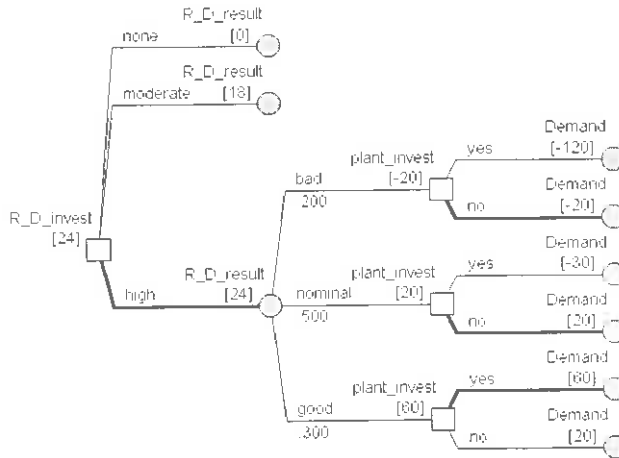 R_D_result
none
[0]
R_D_result
moderate
[18]
R_D_invest
[24]
high
R_D_result
[24]
bad
.200
plant_invest
[-20]
yes
Demand
[-120]
no
Demand
[-20]
nominal
.500
plant_invest
[20]
yes
Demand
[-30]
no
Demand
[20]
good
.300
plant_invest
[60]
yes
Demand
[60]
no
Demand
[20]